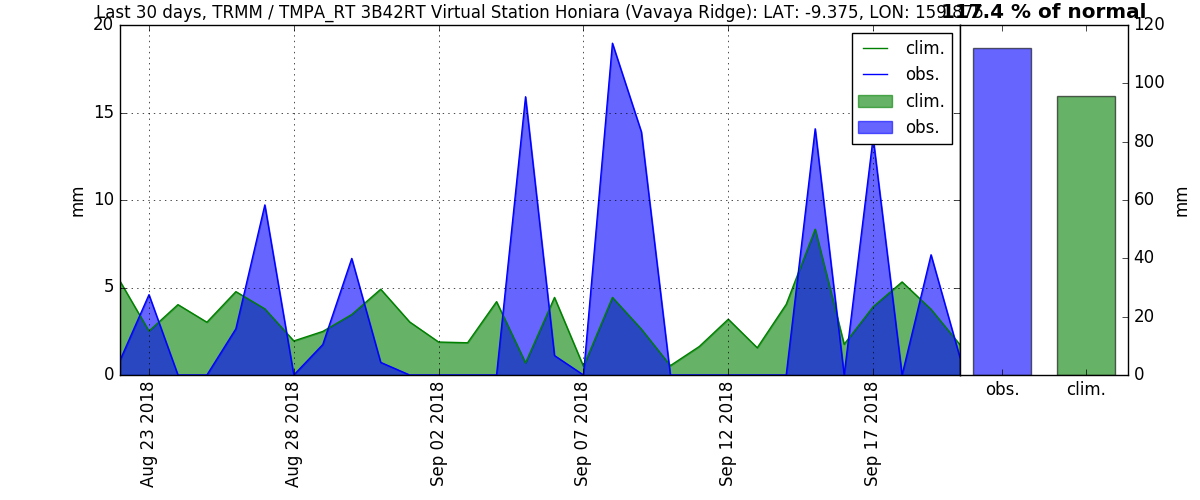 Last 30 days, TRMM / TMPA_RT 3B42RT Virtual Station Honiara (Vavaya Ridge): LAT: -9.375, LON: 159.875
117.4 % of normal
20
15
10
5
0
mm
clim.
obs.
clim.
obs.
120
100
80
60
40
20
0
mm
obs.
clim.
Aug 23 2018
Aug 28 2018
Sep 02 2018
Sep 07 2018
Sep 12 2018
Sep 17 2018